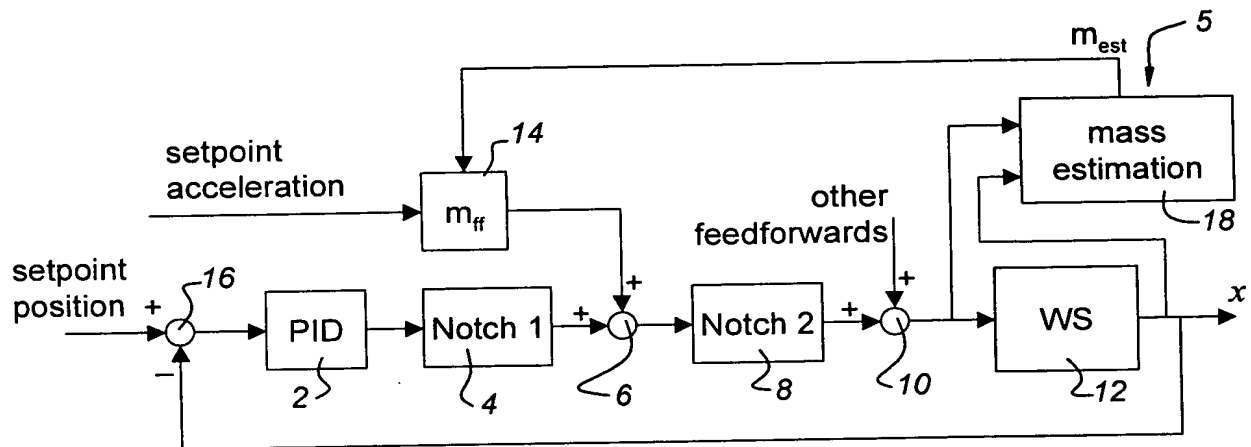 m_est
5
mass
estimation
18
setpoint
acceleration
14
m_ff
other
feedforwards
setpoint
position
+
16
−
PID
2
Notch 1
4
+
+
6
Notch 2
8
+
+
10
WS
12
x